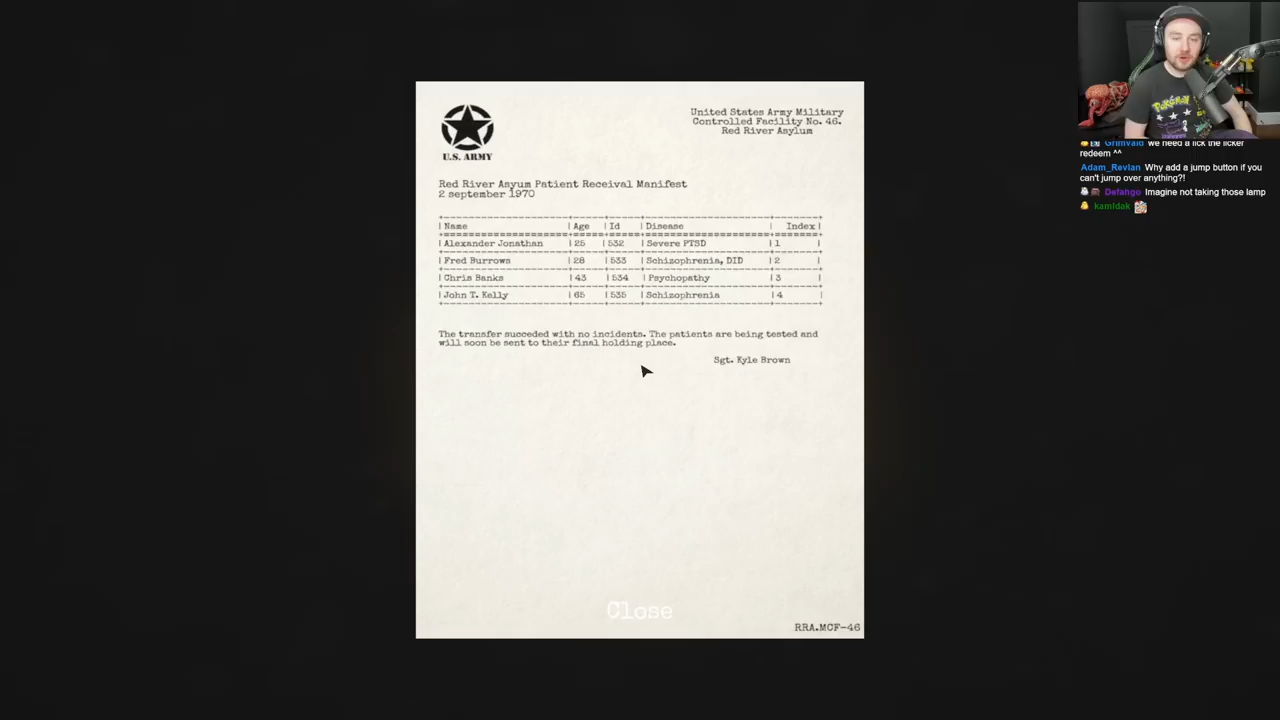 United States Army Military
Controlled Facility No. 46.
Red River Asylum
U.S. ARMY
Red River Asyum Patient Receival Manifest
2 september 1970
| Name | Age | Id | Disease | Index |
| Alexander Jonathan | 25 | 532 | Severe PTSD | 1 |
| Fred Burrows | 28 | 533 | Schizophrenia, DID | 2 |
| Chris Banks | 43 | 534 | Psychopathy | 3 |
| John T. Kelly | 65 | 535 | Schizophrenia | 4 |
The transfer succeded with no incidents. The patients are being tested and
will soon be sent to their final holding place.
Sgt. Kyle Brown
Close
RRA.MCF-46
Grimvald we need a lick the licker
redeem ^^
Adam_Revlan Why add a jump button if you
can't jump over anything?!
Defahgo Imagine not taking those lamp
kamidak